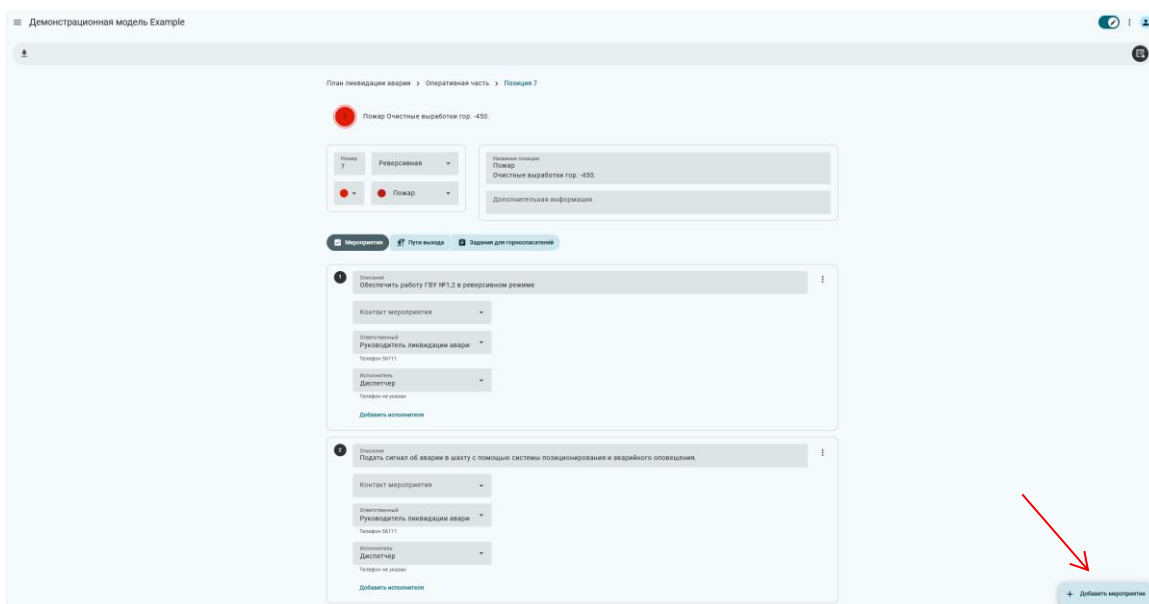 Демонстрационная модель Example
План ликвидации аварии > Оперативная часть > Позиция 7
7
Пожар Очистные выработки гор. -450.
Номер
7
Реверсивная
Пожар
Название позиции
Пожар
Очистные выработки гор. -450.
Дополнительная информация
Мероприятия
Пути выхода
Задания для горноспасателей
1
Описание
Обеспечить работу ГВУ №1,2 в реверсивном режиме
Контакт мероприятия
Ответственный
Руководитель ликвидации авари
Телефон 56111
Исполнитель
Диспетчер
Телефон не указан
Добавить исполнителя
2
Описание
Подать сигнал об аварии в шахту с помощью системы позиционирования и аварийного оповещения.
Контакт мероприятия
Ответственный
Руководитель ликвидации авари
Телефон 56111
Исполнитель
Диспетчер
Телефон не указан
Добавить исполнителя
+ Добавить мероприятие